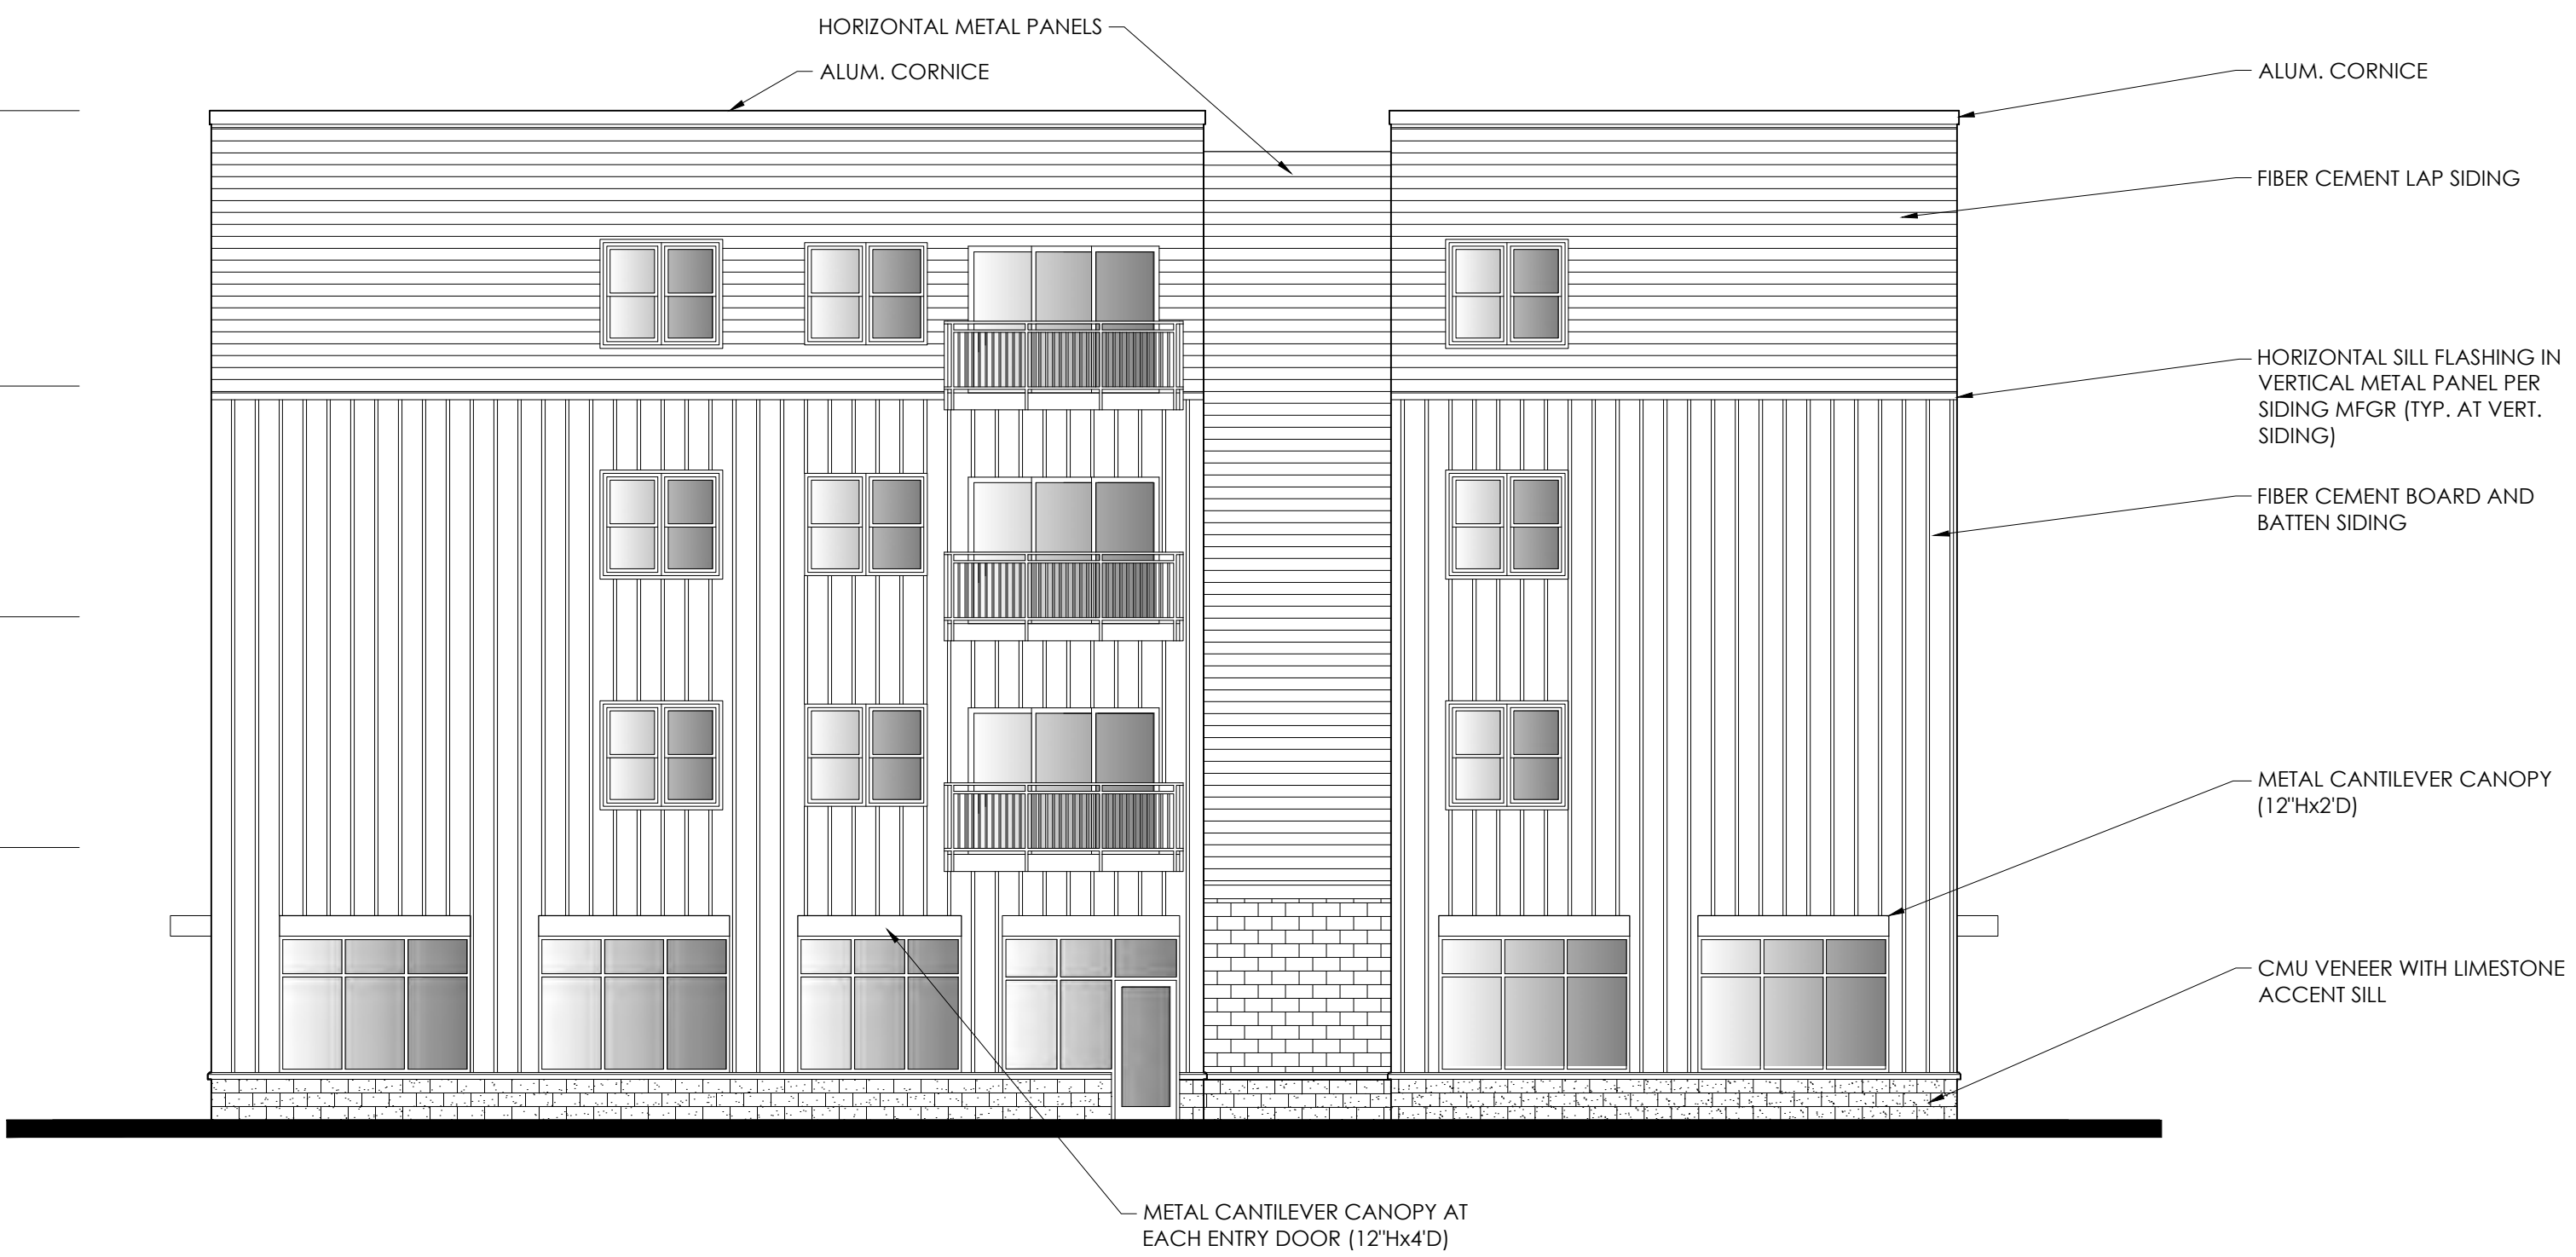 HORIZONTAL METAL PANELS
ALUM. CORNICE
ALUM. CORNICE
FIBER CEMENT LAP SIDING
HORIZONTAL SILL FLASHING IN
VERTICAL METAL PANEL PER
SIDING MFGR (TYP. AT VERT.
SIDING)
FIBER CEMENT BOARD AND
BATTEN SIDING
METAL CANTILEVER CANOPY
(12"Hx2'D)
CMU VENEER WITH LIMESTONE
ACCENT SILL
METAL CANTILEVER CANOPY AT
EACH ENTRY DOOR (12"Hx4'D)